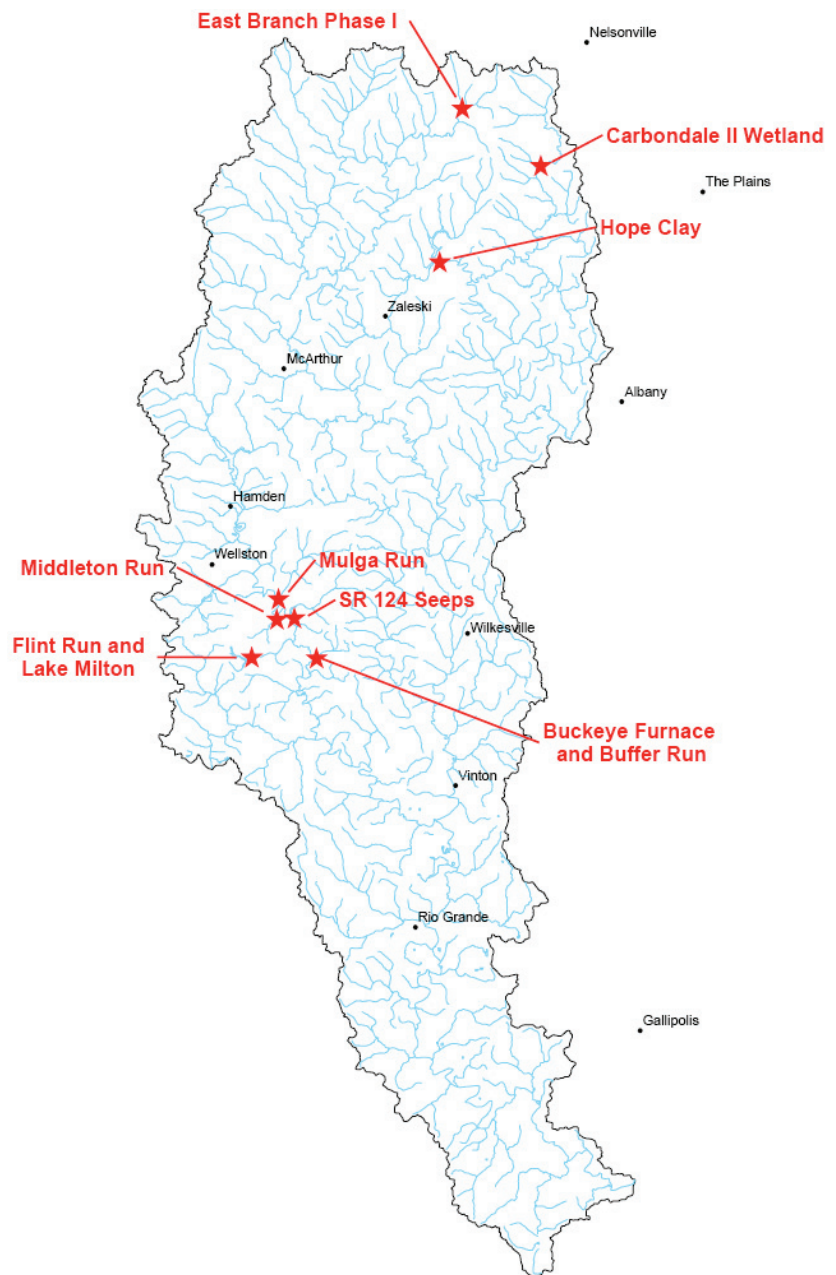 East Branch Phase I
Nelsonville
Carbondale II Wetland
The Plains
Hope Clay
Zaleski
McArthur
Albany
Hamden
Wellston
Mulga Run
Middleton Run
SR 124 Seeps
Wilkesville
Flint Run and
Lake Milton
Buckeye Furnace
and Buffer Run
Vinton
Rio Grande
Gallipolis